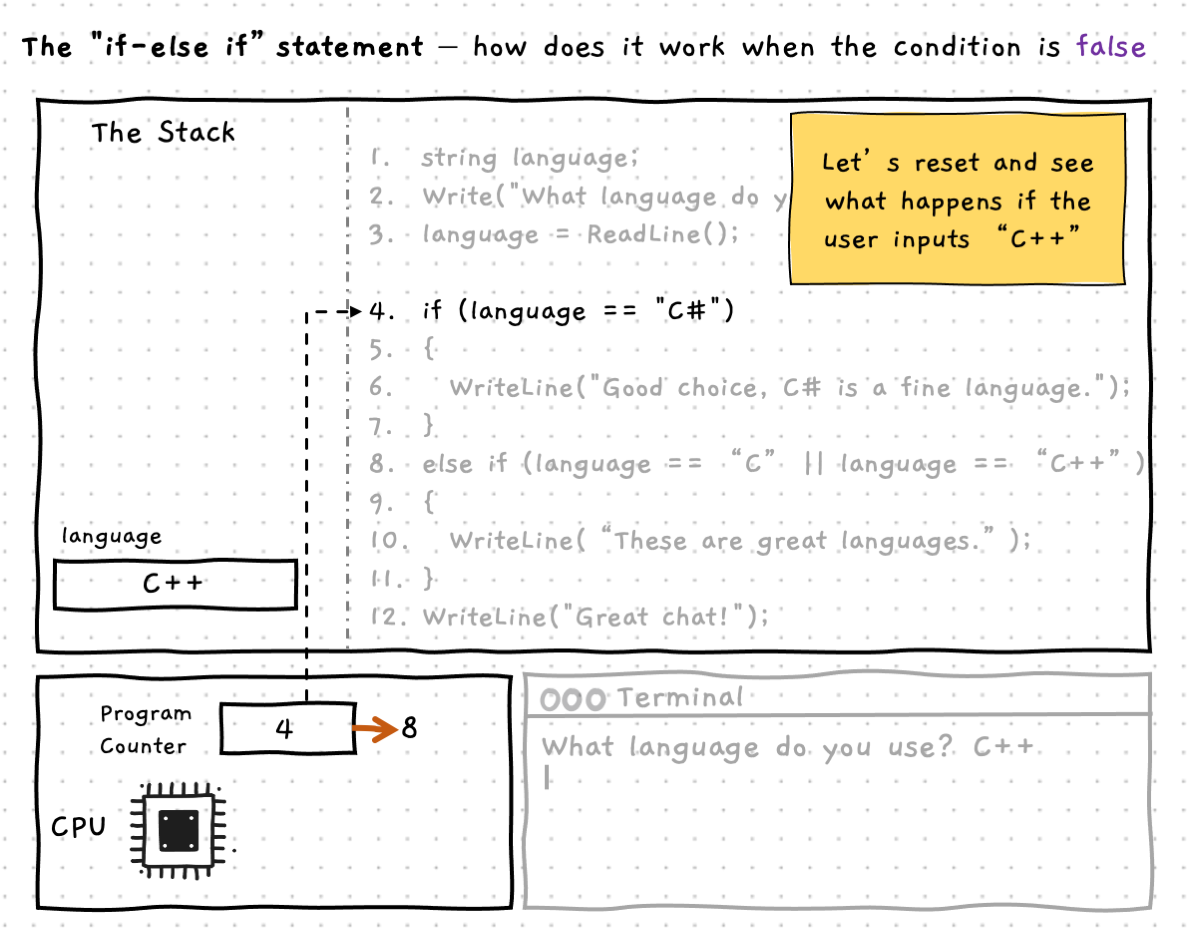 The "if-else if” statement – how does it work when the condition is false
The Stack
1. string language;
2. Write("What language do y
3. language = ReadLine();
Let’ s reset and see
what happens if the
user inputs “C++”
4. if (language == "C#")
5. {
6. WriteLine("Good choice, C# is a fine language.");
7. }
8. else if (language == “C” || language == “C++” )
9. {
10. WriteLine( “These are great languages.” );
11. }
12. WriteLine("Great chat!");
language
C++
Program
Counter
4
8
CPU
Terminal
What language do you use? C++